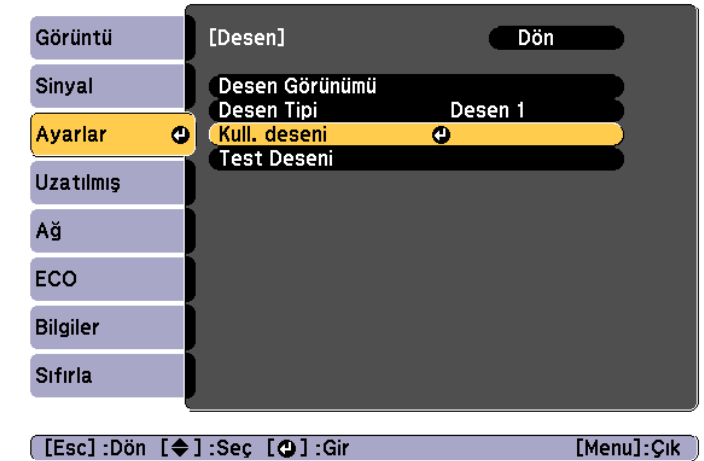 Görüntü
Sinyal
Ayarlar
Uzatılmış
Ağ
ECO
Bilgiler
Sıfırla
[Desen] Dön
Desen Görünümü
Desen Tipi Desen 1
Kull. deseni
Test Deseni
[Esc] :Dön [ ] :Seç [ ] :Gir [Menu]:Çık